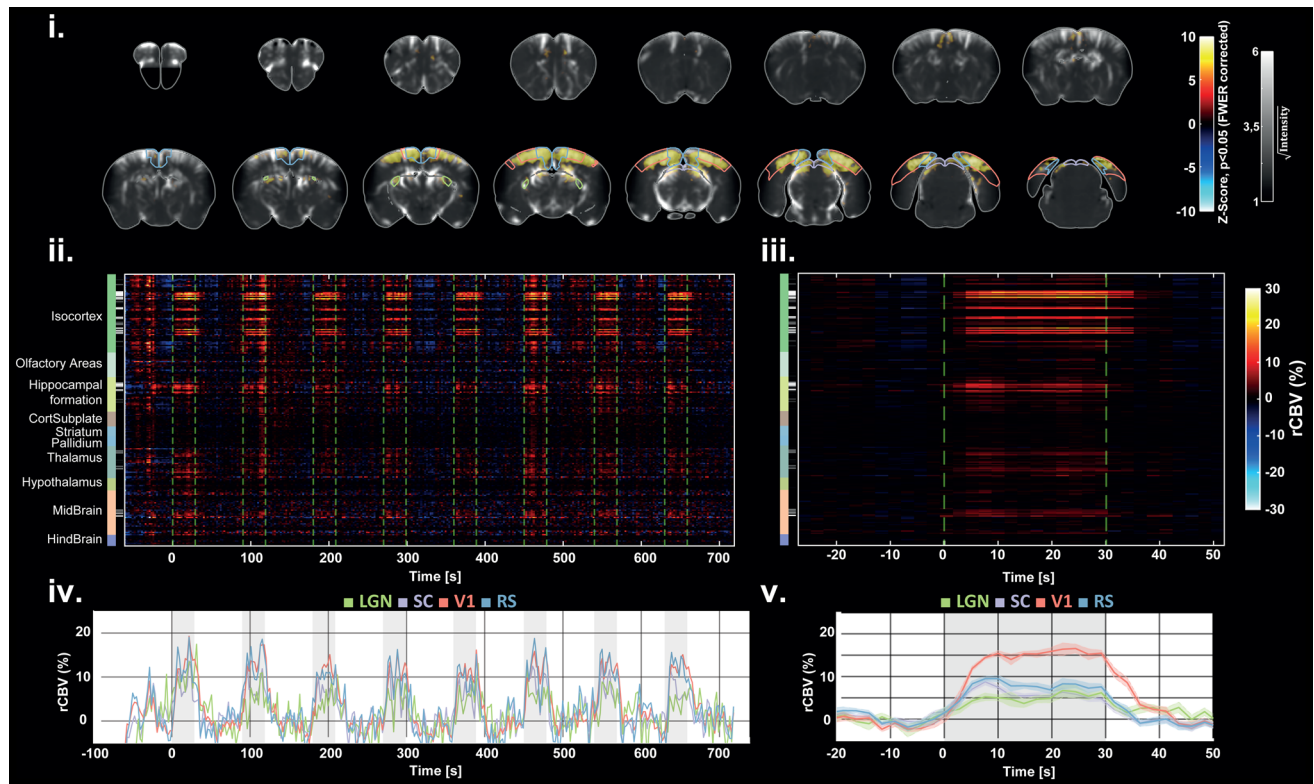 i.
10
5
0
-5
-10
Z-Score, p<0.05 (FWER corrected)
6
3,5
1
√intensity
ii.
Isocortex
Olfactory Areas
Hippocampal
formation
CortSubplate
Striatum
Pallidium
Thalamus
Hypothalamus
MidBrain
HindBrain
0 100 200 300 400 500 600 700
Time [s]
iii.
-20 -10 0 10 20 30 40 50
Time [s]
30
20
10
0
-10
-20
-30
rCBV (%)
iv.
LGN SC V1 RS
20
10
0
rCBV (%)
-100 0 100 200 300 400 500 600 700
Time [s]
v.
LGN SC V1 RS
20
10
0
rCBV (%)
-20 -10 0 10 20 30 40 50
Time [s]